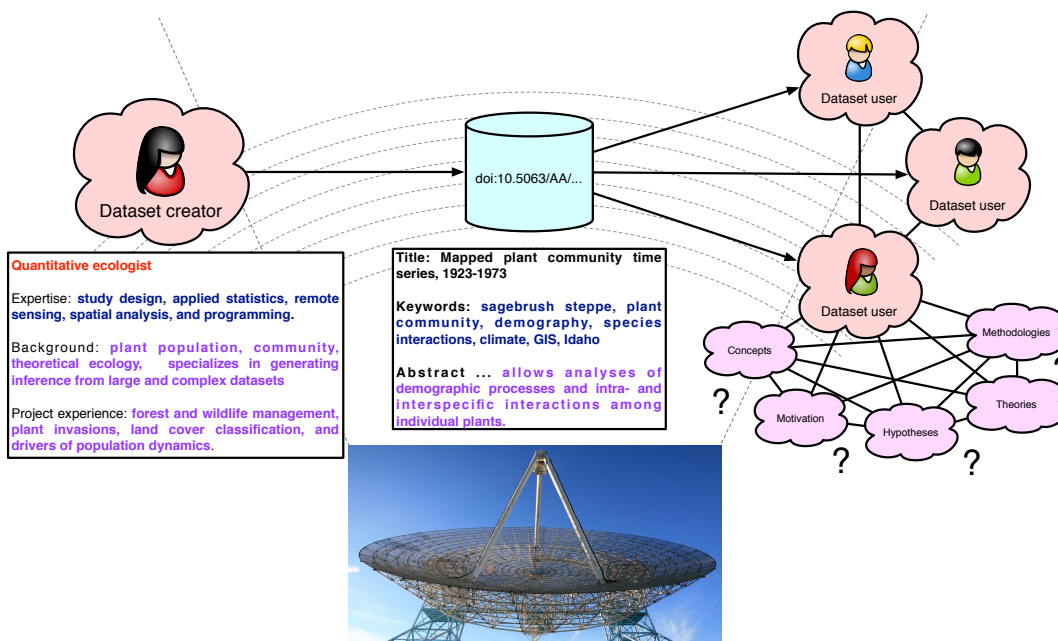 Dataset user
Dataset creator
doi:10.5063/AA/...
Dataset user
Dataset user
Quantitative ecologist
Expertise: study design, applied statistics, remote
sensing, spatial analysis, and programming.
Background: plant population, community,
theoretical ecology, specializes in generating
inference from large and complex datasets
Project experience: forest and wildlife management,
plant invasions, land cover classification, and
drivers of population dynamics.
Title: Mapped plant community time
series, 1923-1973
Keywords: sagebrush steppe, plant
community, demography, species
interactions, climate, GIS, Idaho
Abstract ... allows analyses of
demographic processes and intra- and
interspecific interactions among
individual plants.
Concepts
Methodologies
?
?
Motivation
Hypotheses
Theories
?
?